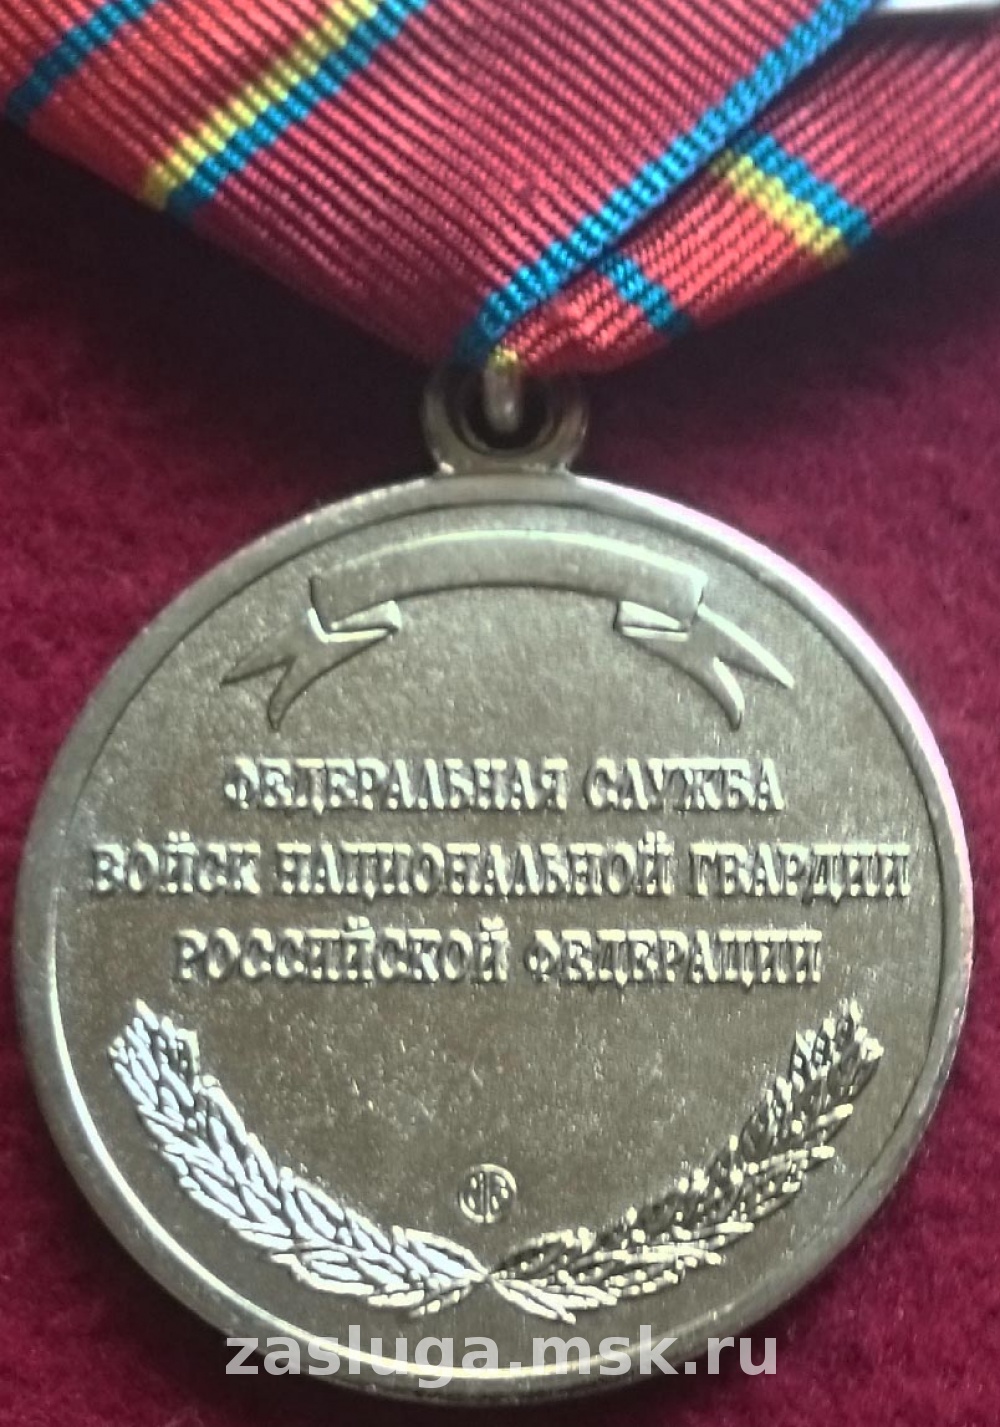 ФЕДЕРАЛЬНАЯ СЛУЖБА
ВОЙСК НАЦИОНАЛЬНОЙ ГВАРДИИ
РОССИЙСКОЙ ФЕДЕРАЦИИ
zasluga.msk.ru